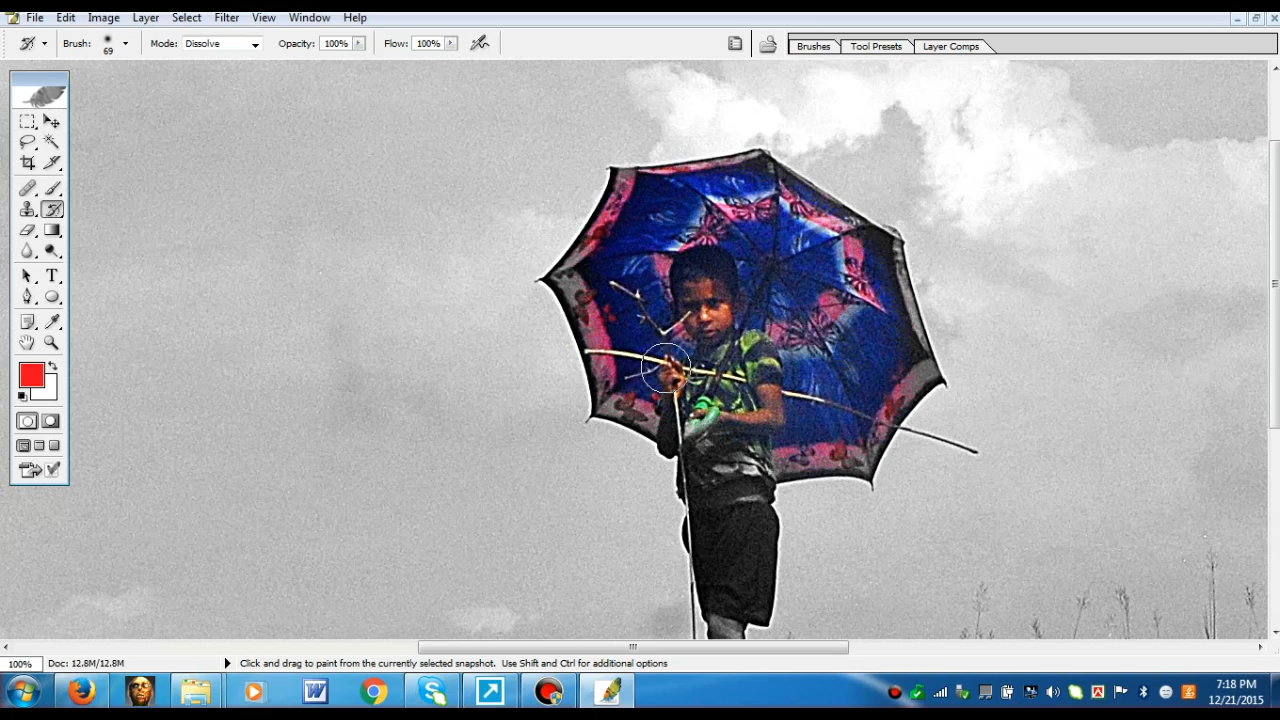 File Edit Image Layer Select Filter View Window Help
Brush: 69 Mode: Dissolve Opacity: 100% Flow: 100% Brushes Tool Presets Layer Comps
T
100% Doc: 12.8M/12.8M Click and drag to paint from the currently selected snapshot. Use Shift and Ctrl for additional options
W S 7:18 PM
12/21/2015